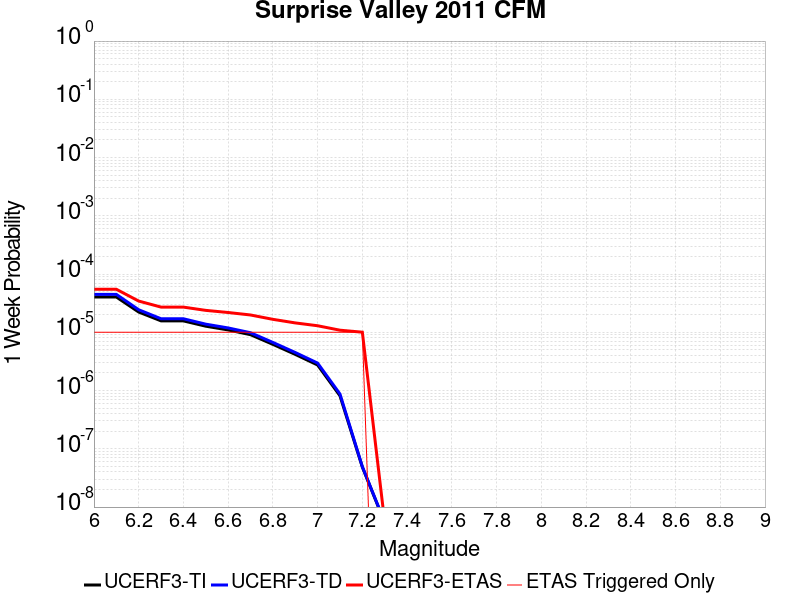 Surprise Valley 2011 CFM
10^0
10^-1
10^-2
10^-3
10^-4
10^-5
10^-6
10^-7
10^-8
1 Week Probability
6 6.2 6.4 6.6 6.8 7 7.2 7.4 7.6 7.8 8 8.2 8.4 8.6 8.8 9
Magnitude
UCERF3-TI UCERF3-TD UCERF3-ETAS ETAS Triggered Only